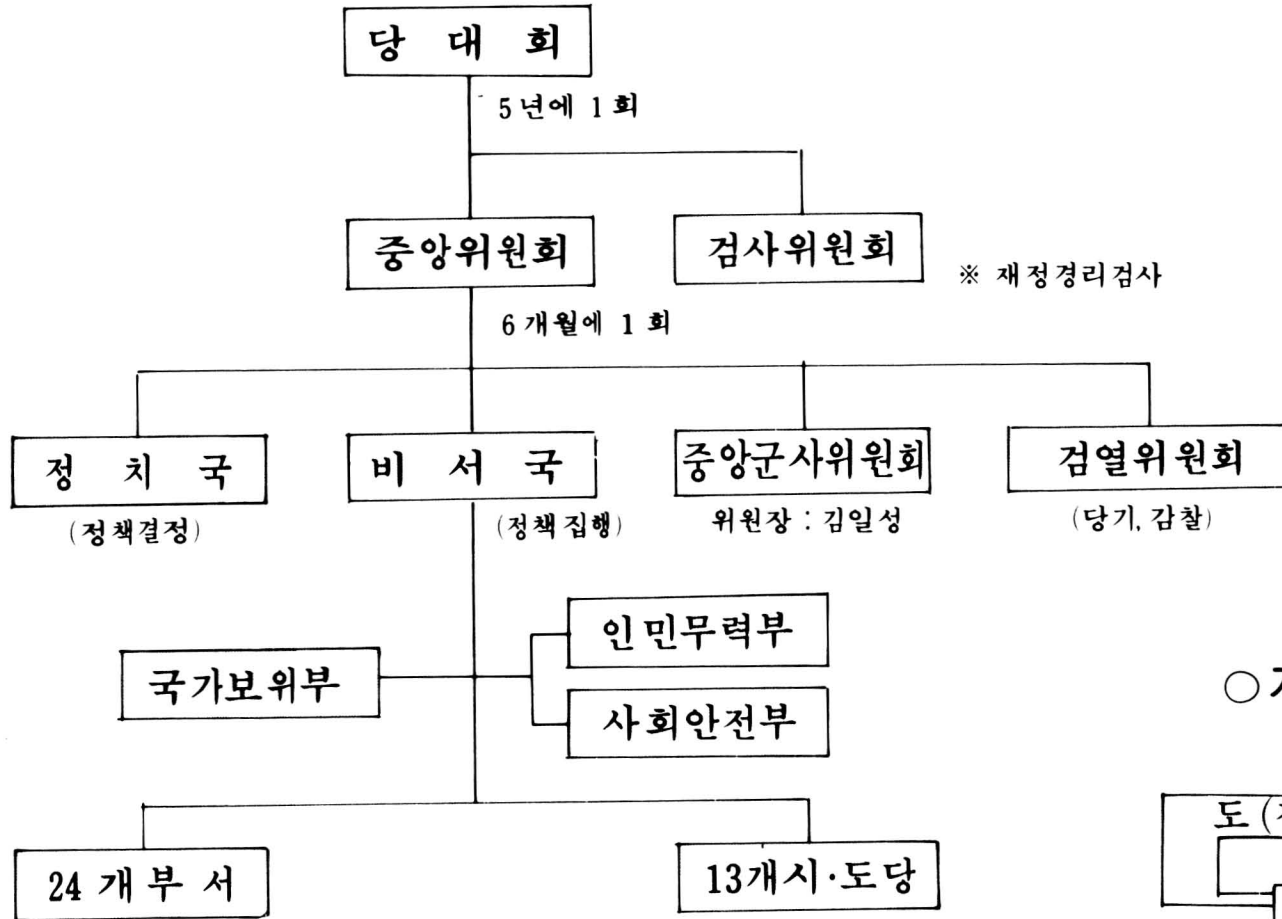 당 대 회
5년에 1회
중앙위원회
검사위원회
※ 재정경리검사
6개월에 1회
정 치 국
비 서 국
중앙군사위원회
검열위원회
(정책결정)
(정책집행)
위원장 : 김일성
(당기, 감찰)
인민무력부
국가보위부
사회안전부
○
도(
24개부서
13개시·도당